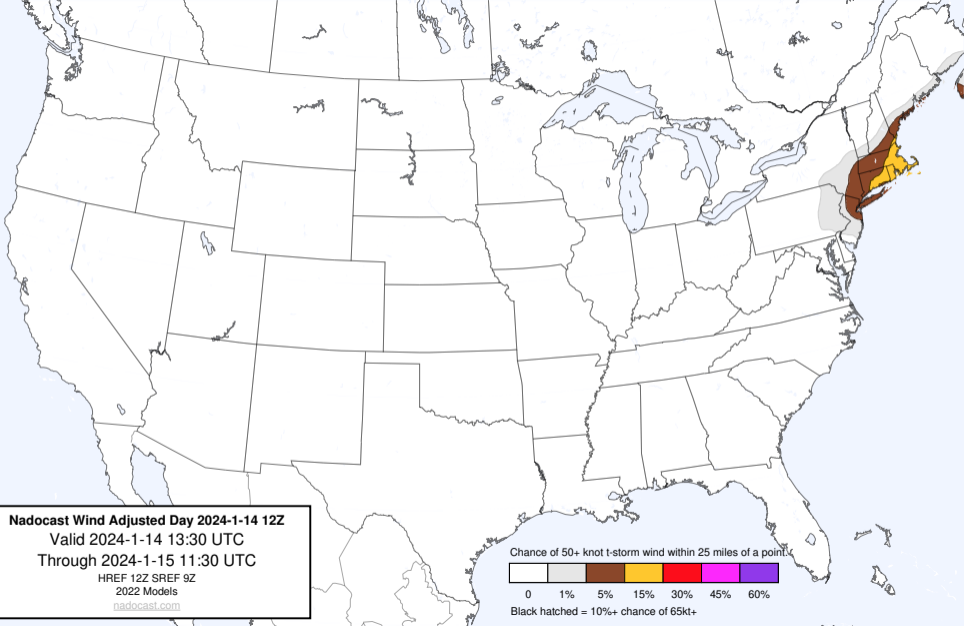 Nadocast Wind Adjusted Day 2024-1-14 12Z
Valid 2024-1-14 13:30 UTC
Through 2024-1-15 11:30 UTC
HREF 12Z SREF 9Z
2022 Models
nadocast.com
Chance of 50+ knot t-storm wind within 25 miles of a point.
0 1% 5% 15% 30% 45% 60%
Black hatched = 10%+ chance of 65kt+